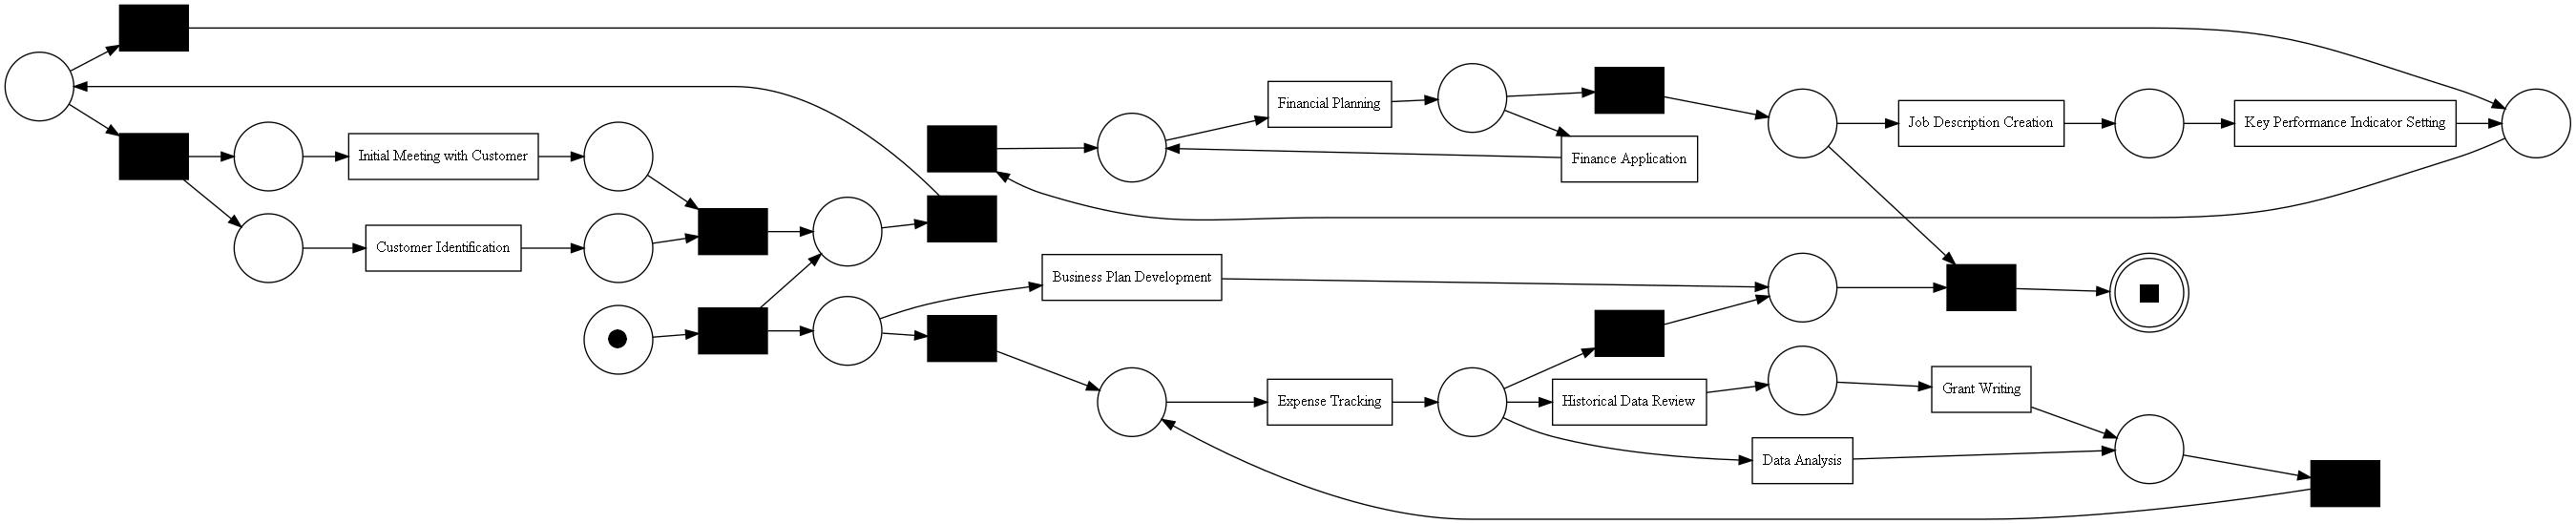 Financial Planning
Job Description Creation
Key Performance Indicator Setting
Initial Meeting with Customer
Finance Application
Customer Identification
Business Plan Development
Expense Tracking
Historical Data Review
Grant Writing
Data Analysis